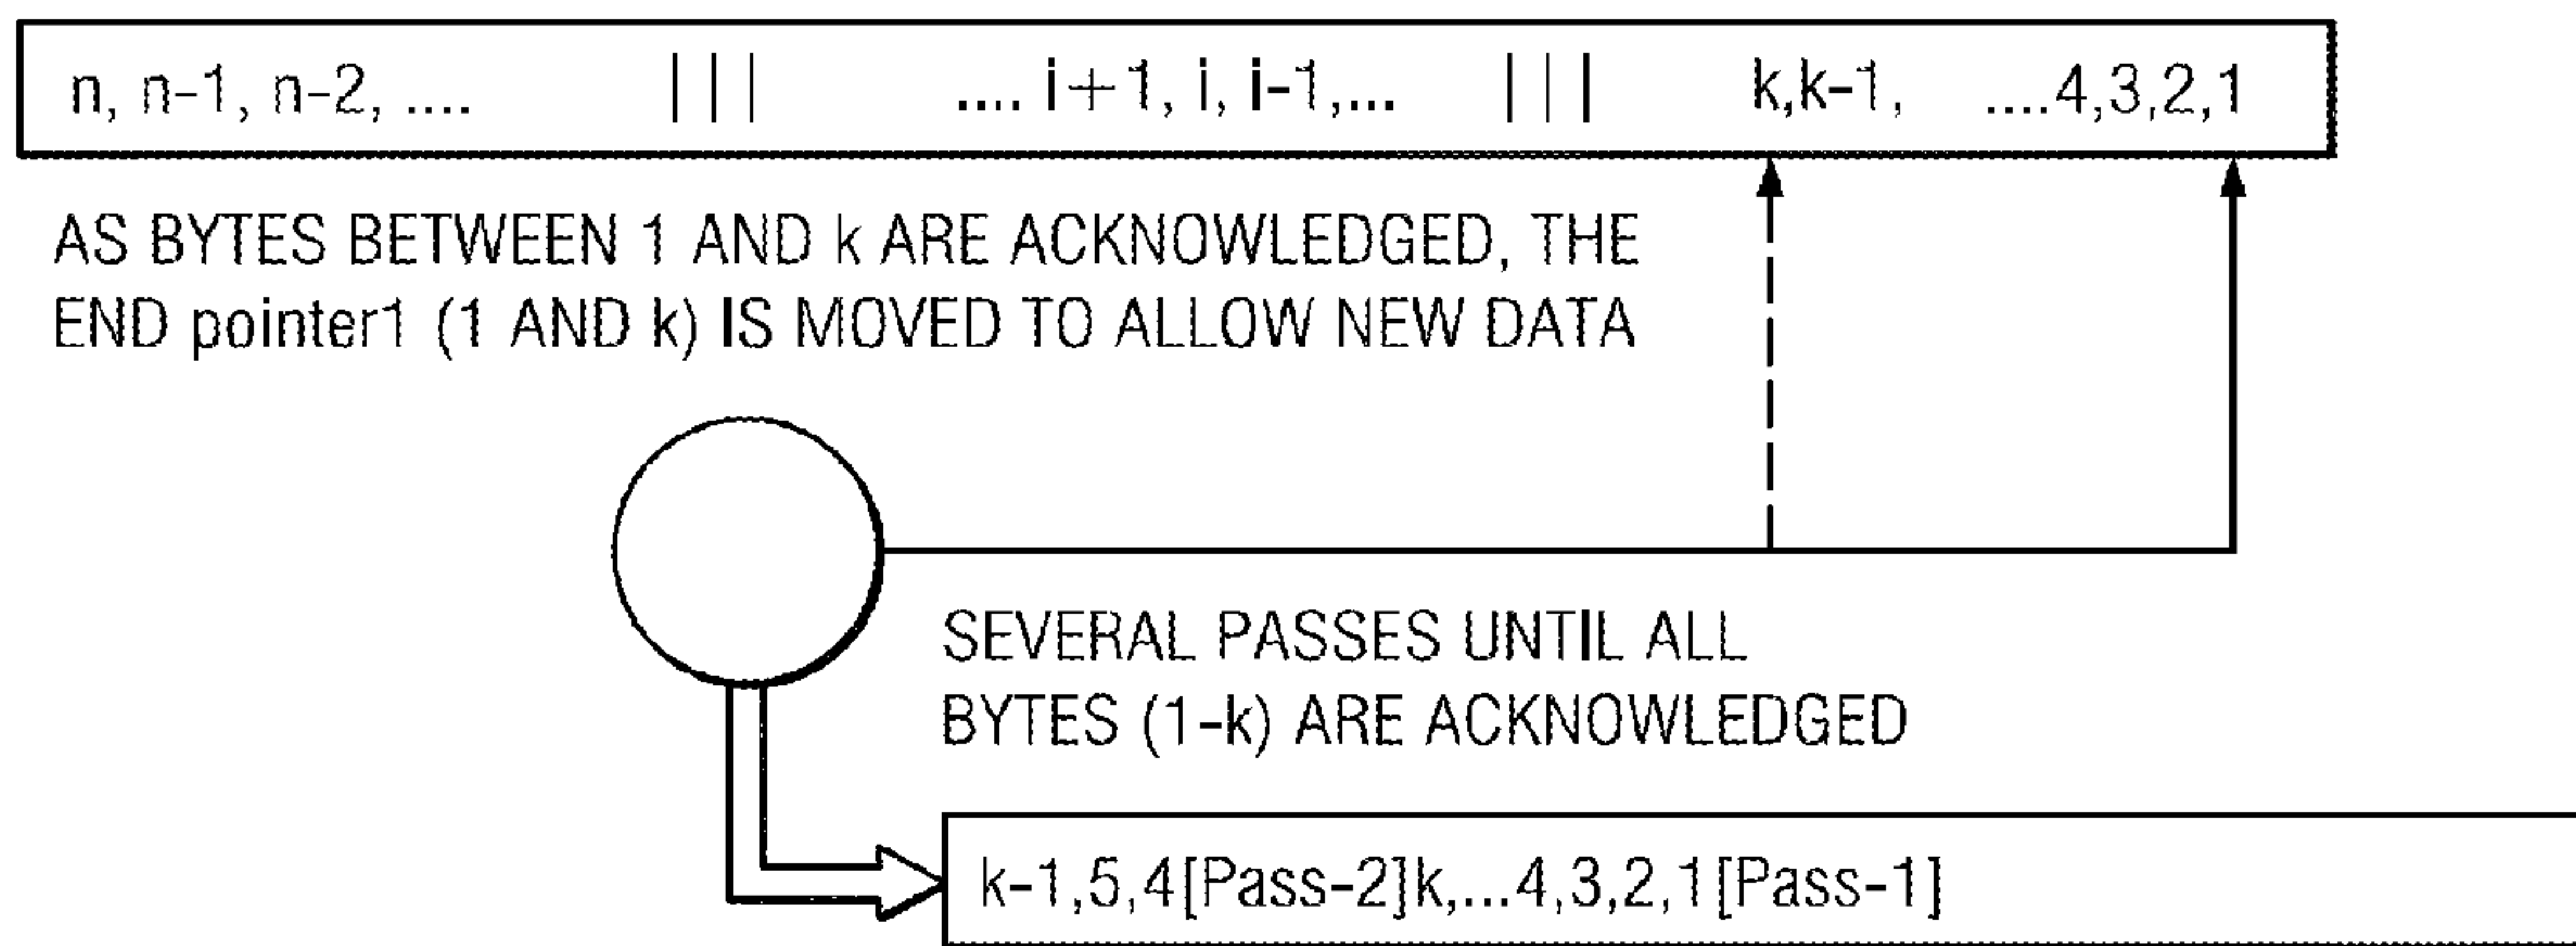 n, n-1, n-2, .... | | | .... i+1, i, i-1,... | | | k,k-1, ....4,3,2,1
AS BYTES BETWEEN 1 AND k ARE ACKNOWLEDGED, THE
END pointer1 (1 AND k) IS MOVED TO ALLOW NEW DATA
SEVERAL PASSES UNTIL ALL
BYTES (1-k) ARE ACKNOWLEDGED
k-1,5,4[Pass-2]k,...4,3,2,1[Pass-1]